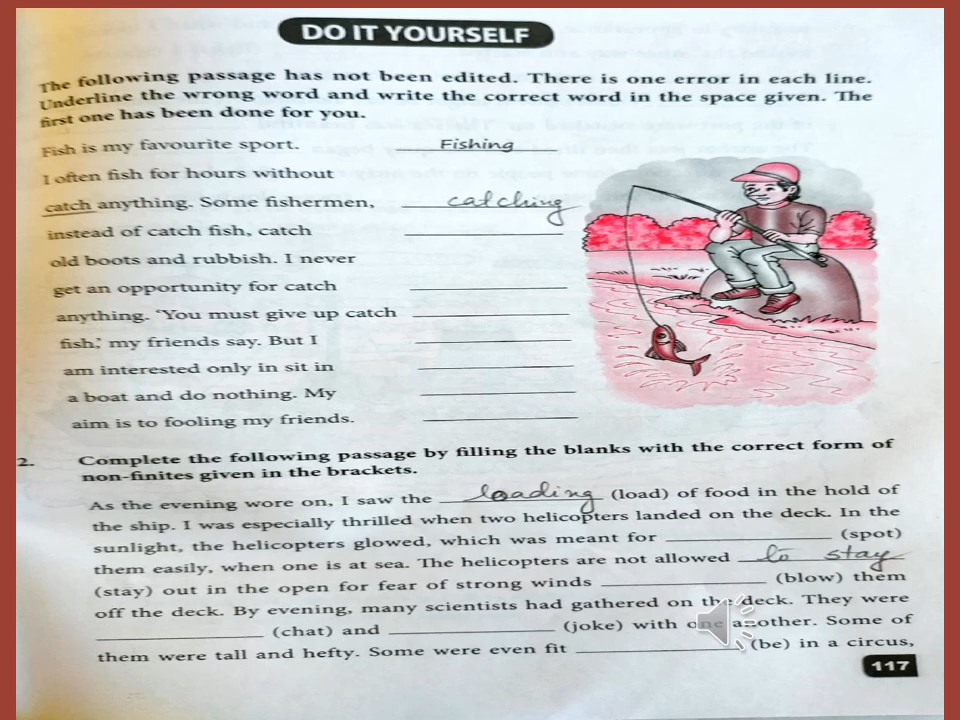 DO IT YOURSELF
The following passage has not been edited. There is one error in each line.
Underline the wrong word and write the correct word in the space given. The
first one has been done for you.
Fish is my favourite sport. Fishing
I often fish for hours without
catch anything. Some fishermen, catching
instead of catch fish, catch
old boots and rubbish. I never
get an opportunity for catch
anything. 'You must give up catch
fish,' my friends say. But I
am interested only in sit in
a boat and do nothing. My
aim is to fooling my friends.
2. Complete the following passage by filling the blanks with the correct form of
non-finites given in the brackets.
As the evening wore on, I saw the loading (load) of food in the hold of
the ship. I was especially thrilled when two helicopters landed on the deck. In the
sunlight, the helicopters glowed, which was meant for (spot)
them easily, when one is at sea. The helicopters are not allowed to stay
(stay) out in the open for fear of strong winds (blow) them
off the deck. By evening, many scientists had gathered on the deck. They were
(chat) and (joke) with one another. Some of
them were tall and hefty. Some were even fit (be) in a circus,
117